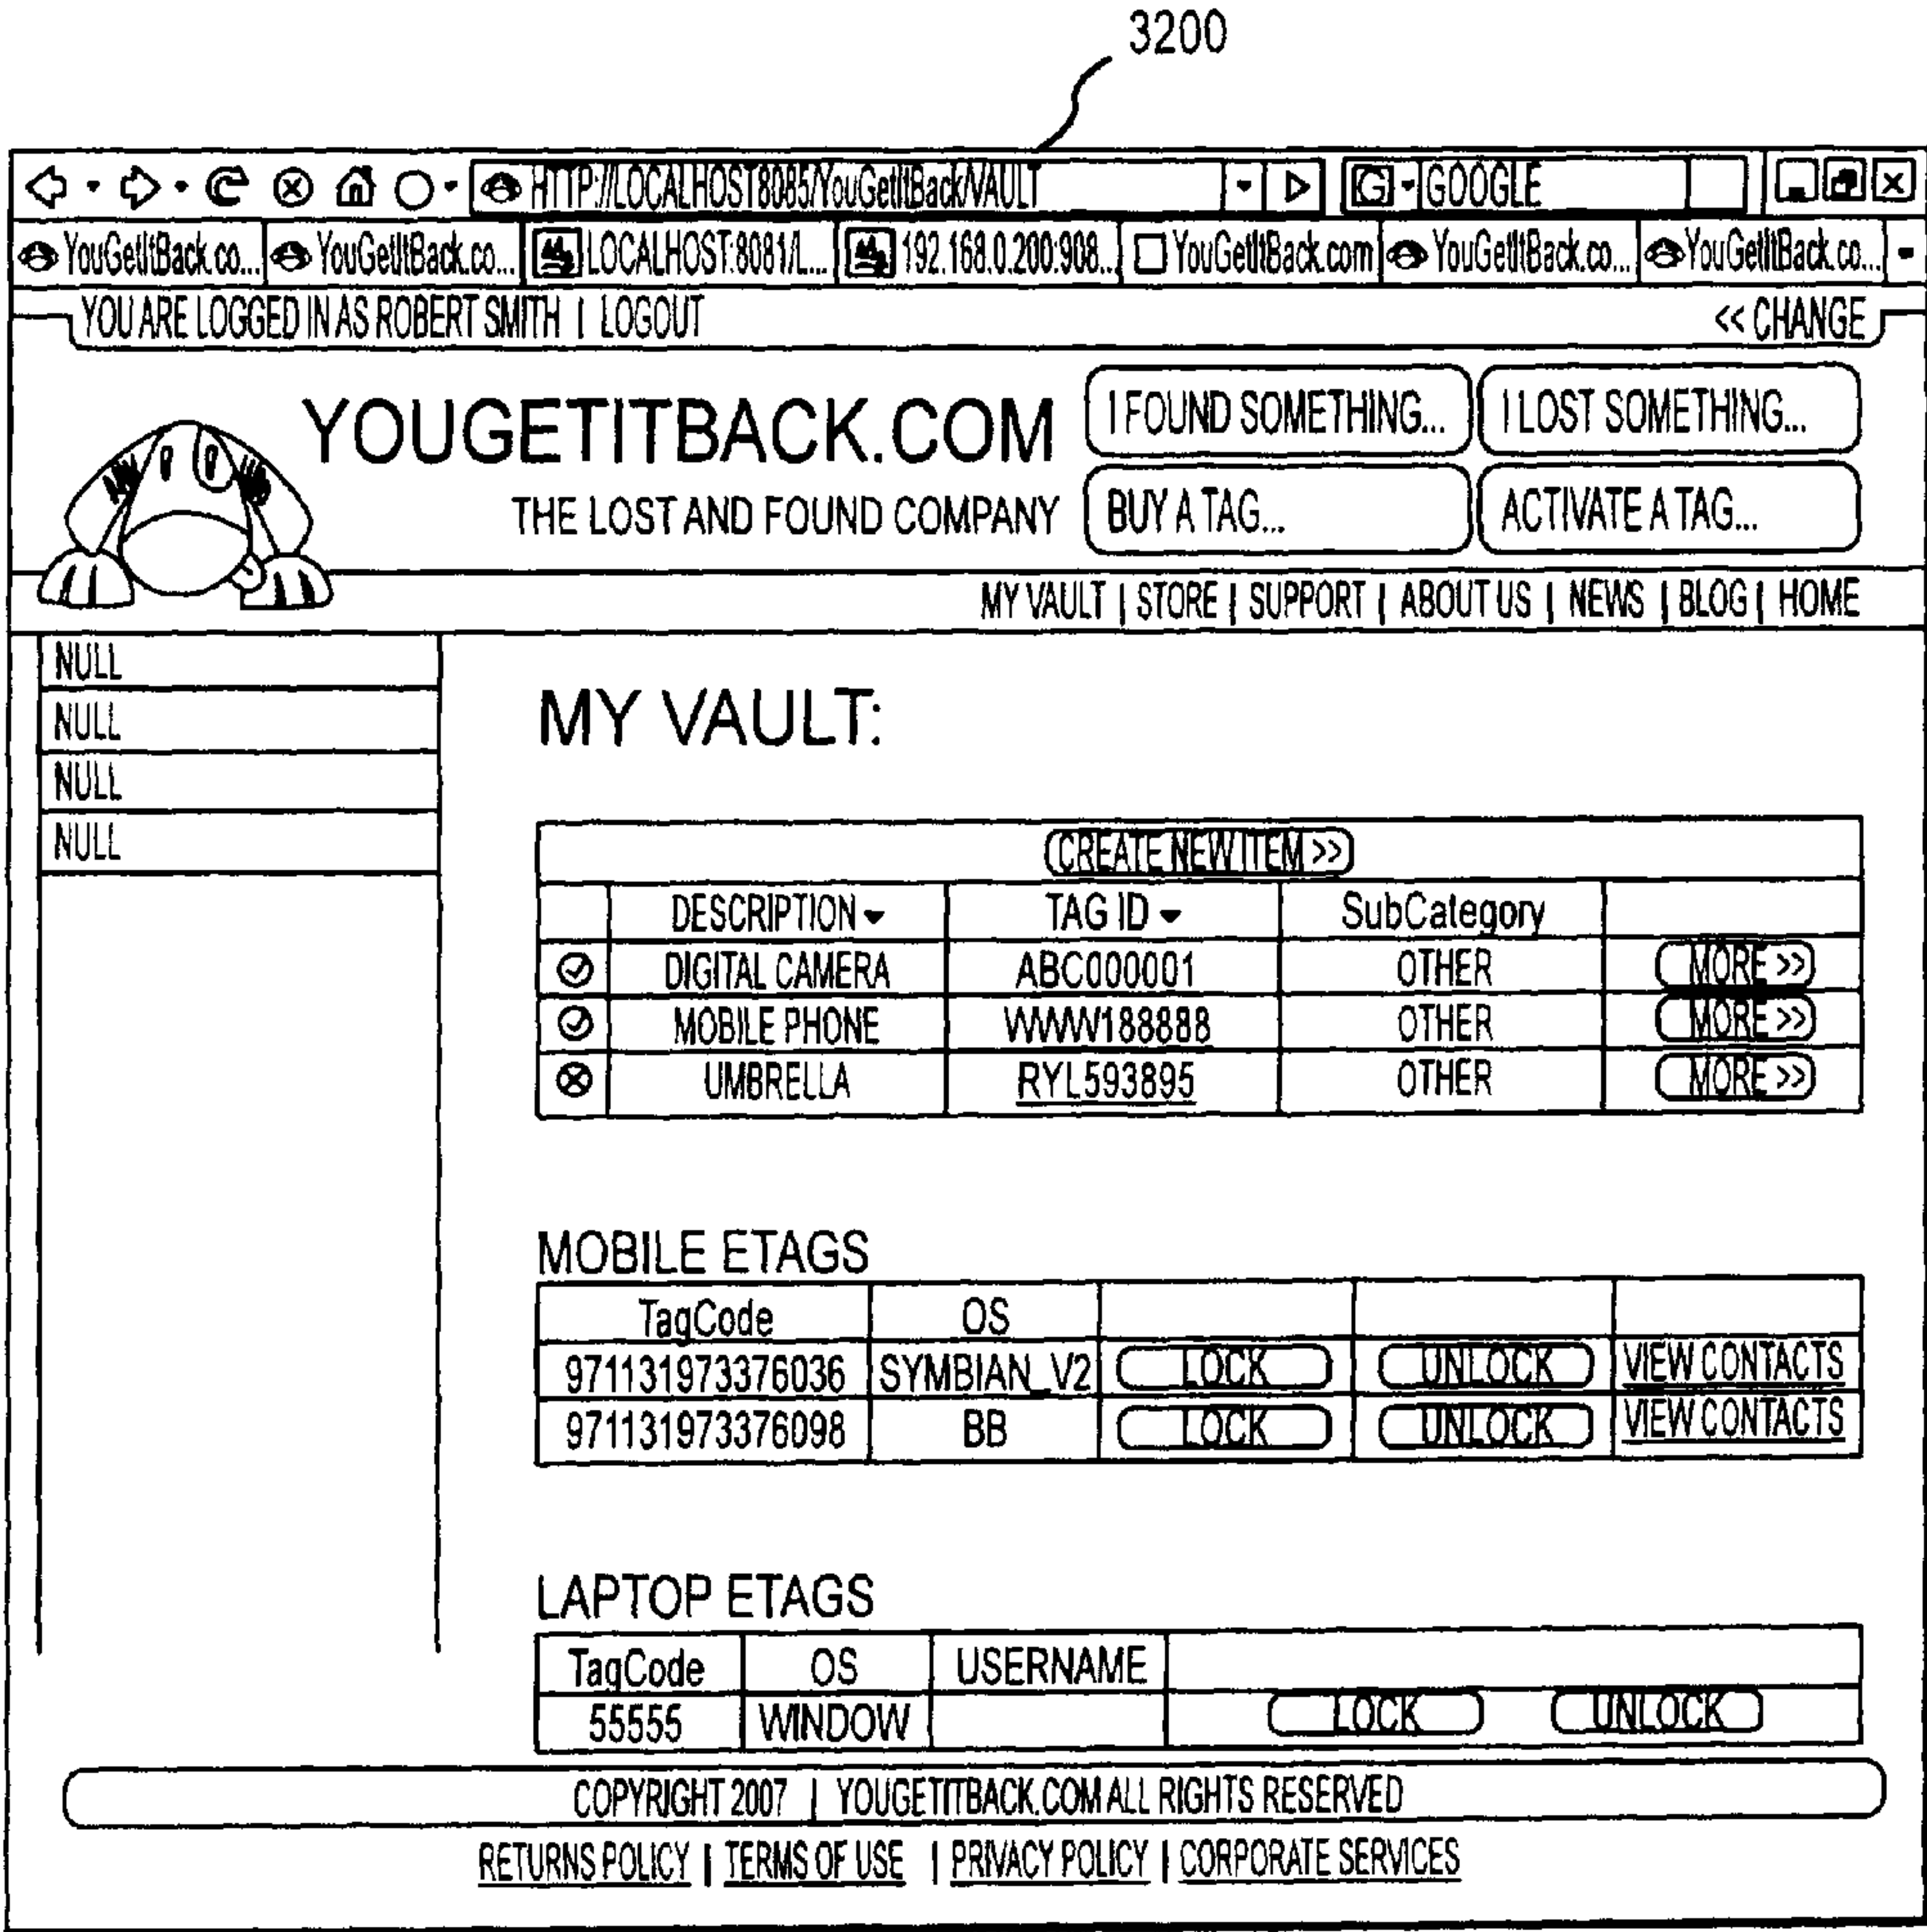 3200
HTTP://LOCALHOST8085/YouGetItBack/VAULT GOOGLE
YouGetItBack.co... YouGetItBack.co... LOCALHOST:8081/L... 192.168.0.200:908... YouGetItBack.com YouGetItBack.co... YouGetItBack.co...
YOU ARE LOGGED IN AS ROBERT SMITH | LOGOUT << CHANGE
YOUGETITBACK.COM
THE LOST AND FOUND COMPANY
I FOUND SOMETHING... I LOST SOMETHING...
BUY A TAG... ACTIVATE A TAG...
MY VAULT | STORE | SUPPORT | ABOUT US | NEWS | BLOG | HOME
NULL
NULL
NULL
NULL
MY VAULT:
CREATE NEW ITEM >>
DESCRIPTION TAG ID SubCategory
DIGITAL CAMERA ABC000001 OTHER MORE >>
MOBILE PHONE WWW188888 OTHER MORE >>
UMBRELLA RYL593895 OTHER MORE >>
MOBILE ETAGS
TagCode OS
971131973376036 SYMBIAN_V2 LOCK UNLOCK VIEW CONTACTS
971131973376098 BB LOCK UNLOCK VIEW CONTACTS
LAPTOP ETAGS
TagCode OS USERNAME
55555 WINDOW LOCK UNLOCK
COPYRIGHT 2007 | YOUGETITBACK.COM ALL RIGHTS RESERVED
RETURNS POLICY | TERMS OF USE | PRIVACY POLICY | CORPORATE SERVICES